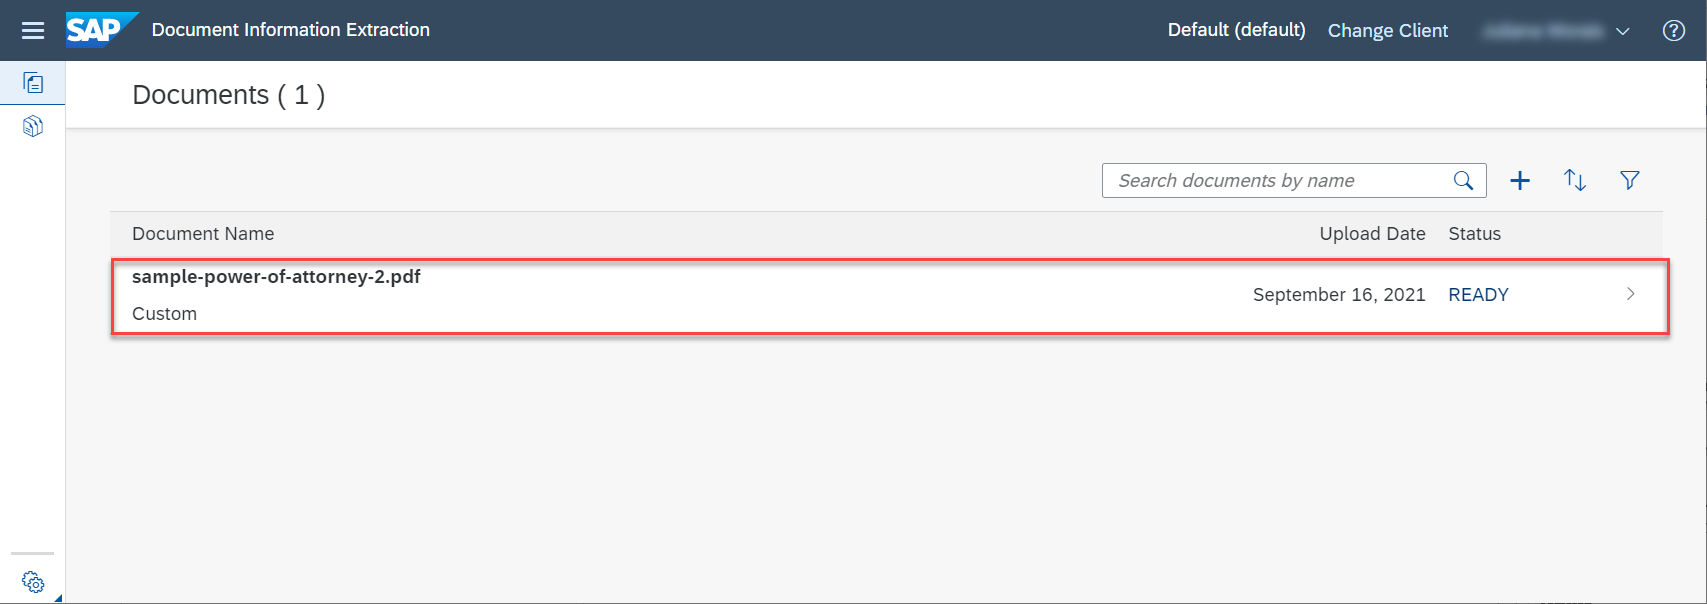 SAP Document Information Extraction Default (default) Change Client
Documents ( 1 )
Search documents by name
Document Name Upload Date Status
sample-power-of-attorney-2.pdf
September 16, 2021 READY
Custom